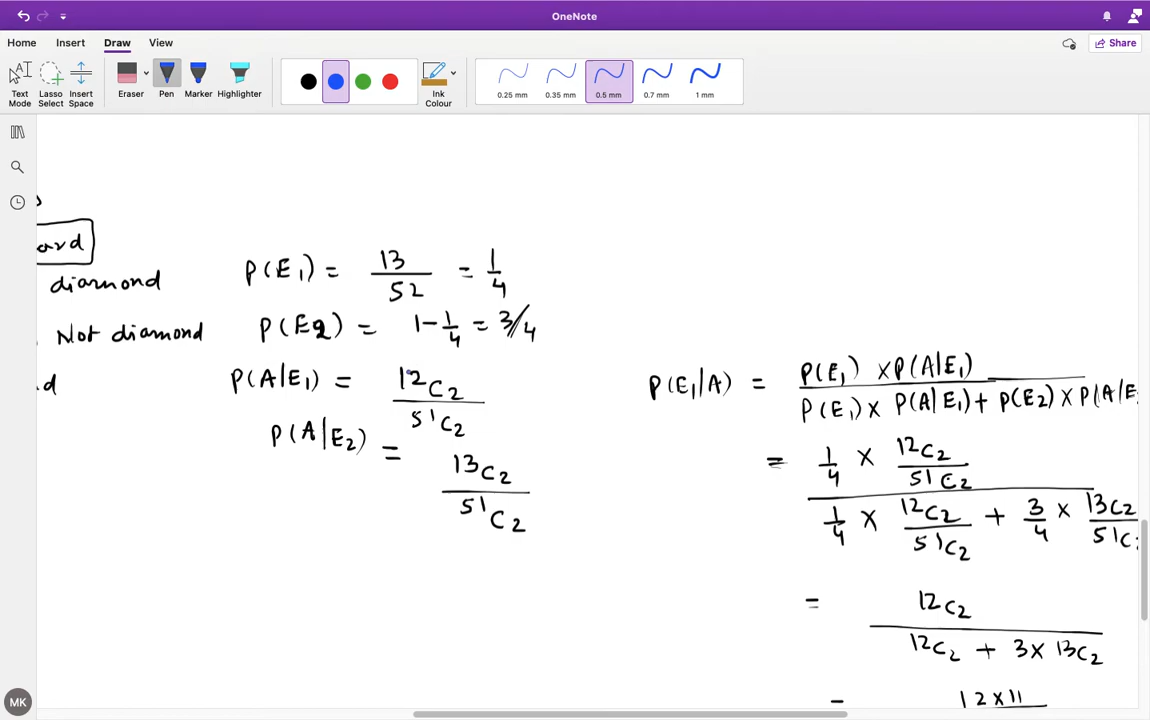 OneNote
Home Insert Draw View
Share
Text Mode
Lasso Select
Insert Space
Eraser
Pen
Marker
Highlighter
Ink Colour
0.25 mm
0.35 mm
0.5 mm
0.7 mm
1 mm
ard
diamond P(E₁) = 13/52 = 1/4
Not diamond P(E2) = 1-1/4 = 3/4
d P(A|E₁) = 12C₂/51C₂
P(A|E₂) = 13C₂/51C₂
P(E₁|A) = P(E₁) × P(A|E₁) / P(E₁) × P(A|E₁) + P(E₂) × P(A|E
= 1/4 × 12C₂/51C₂ / 1/4 × 12C₂/51C₂ + 3/4 × 13C₂/51C
= 12C₂ / 12C₂ + 3× 13C₂
= 12×11
MK